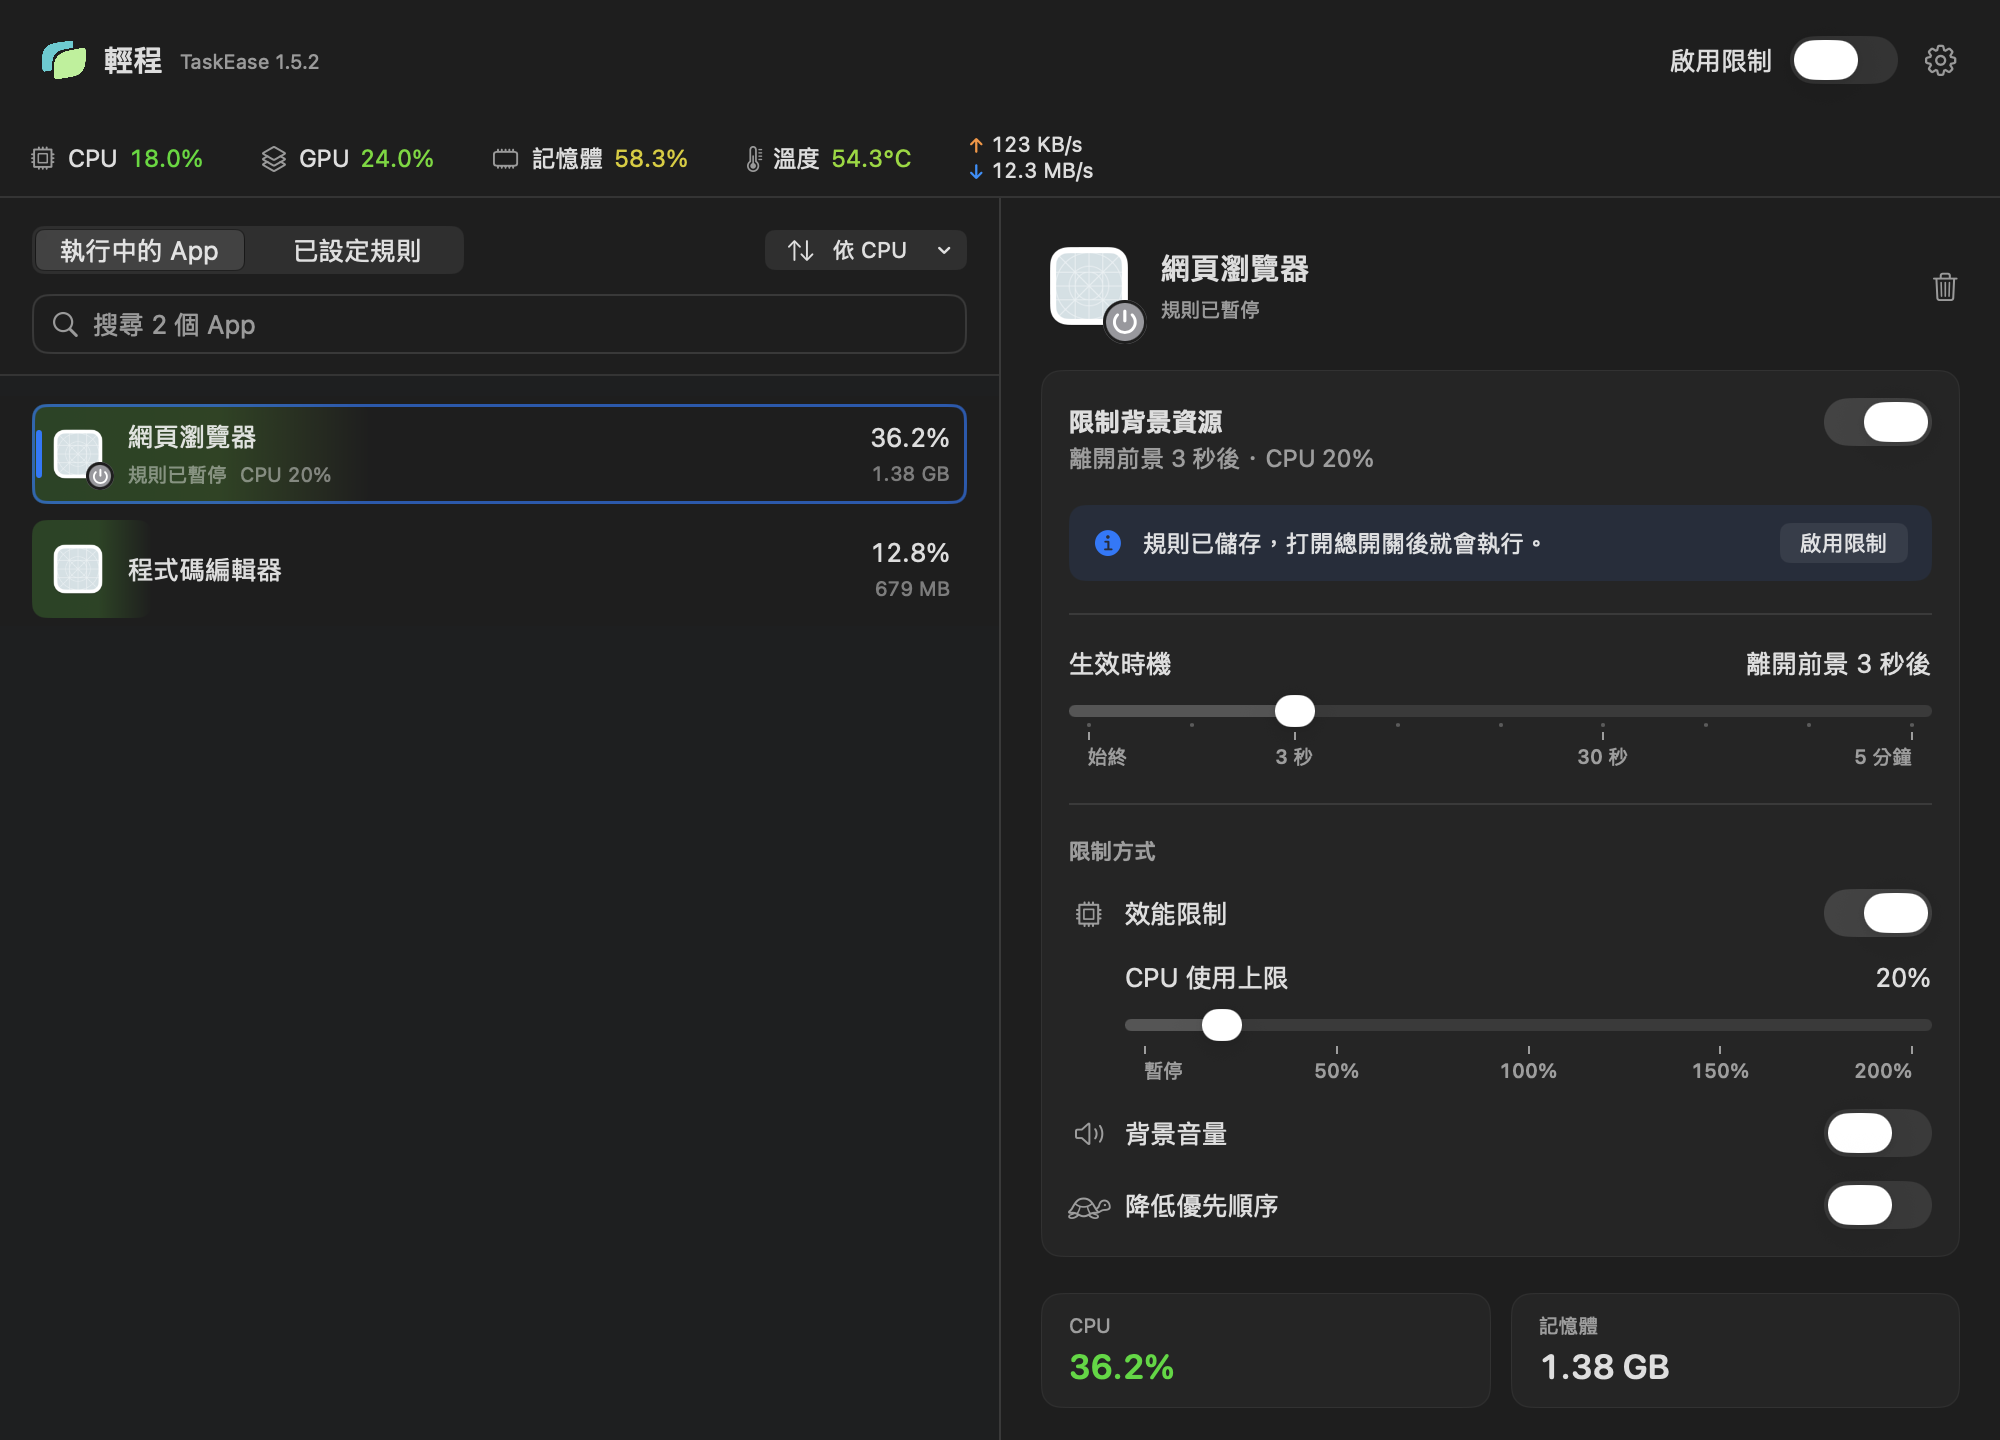 輕程 TaskEase 1.5.2
啟用限制
CPU 18.0%
GPU 24.0%
記憶體 58.3%
溫度 54.3°C
↑ 123 KB/s
↓ 12.3 MB/s
執行中的 App
已設定規則
依 CPU
搜尋 2 個 App
網頁瀏覽器
規則已暫停 CPU 20%
36.2%
1.38 GB
程式碼編輯器
12.8%
679 MB
網頁瀏覽器
規則已暫停
限制背景資源
離開前景 3 秒後 · CPU 20%
規則已儲存，打開總開關後就會執行。
啟用限制
生效時機
離開前景 3 秒後
始終
3 秒
30 秒
5 分鐘
限制方式
效能限制
CPU 使用上限
20%
暫停
50%
100%
150%
200%
背景音量
降低優先順序
CPU
36.2%
記憶體
1.38 GB